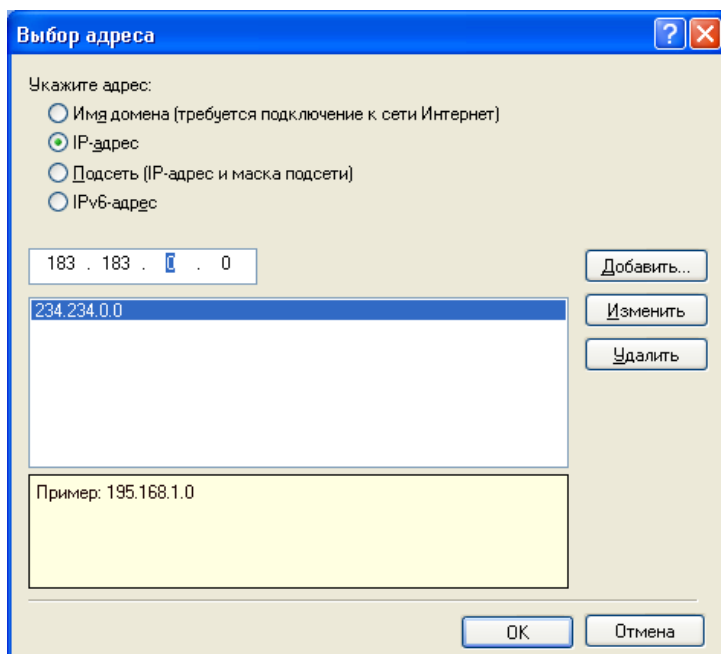 Выбор адреса
Укажите адрес:
Имя домена (требуется подключение к сети Интернет)
IP-адрес
Подсеть (IP-адрес и маска подсети)
IPv6-адрес
183 . 183 . 0 . 0
Добавить...
234.234.0.0
Изменить
Удалить
Пример: 195.168.1.0
OK
Отмена